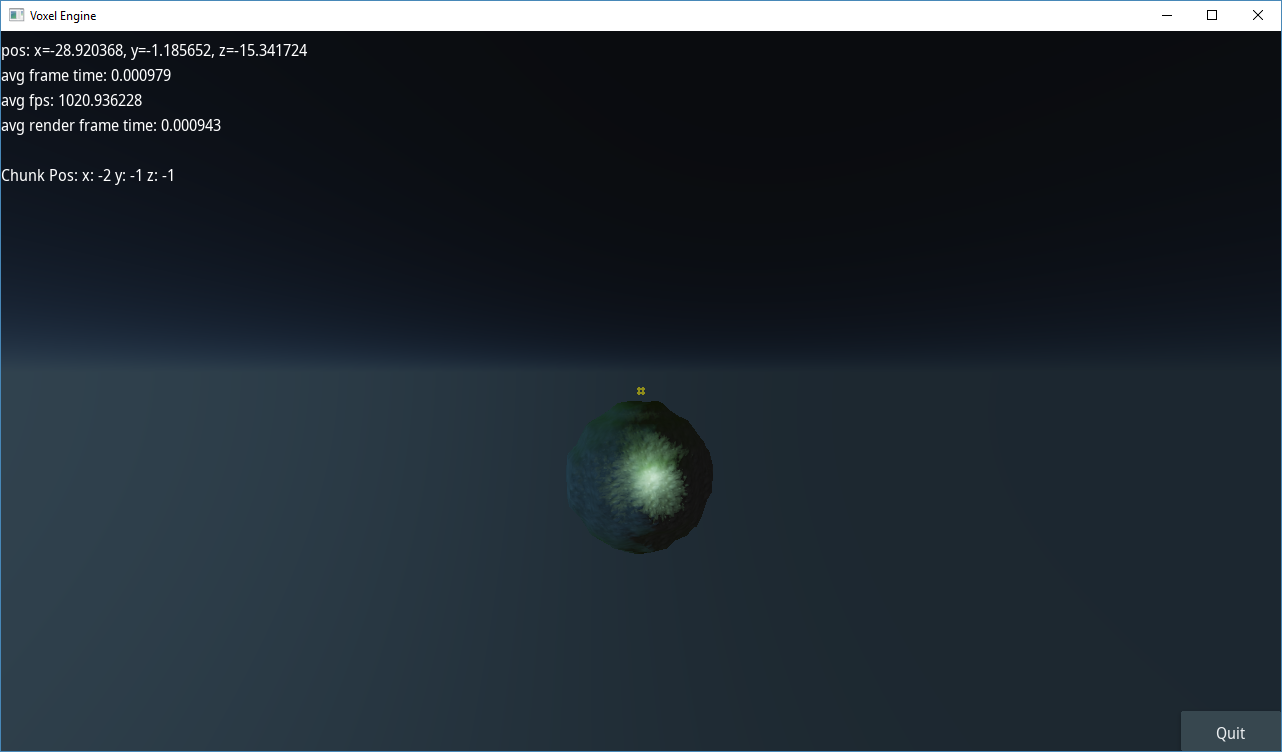 Voxel Engine
pos: x=-28.920368, y=-1.185652, z=-15.341724
avg frame time: 0.000979
avg fps: 1020.936228
avg render frame time: 0.000943
Chunk Pos: x: -2 y: -1 z: -1
Quit